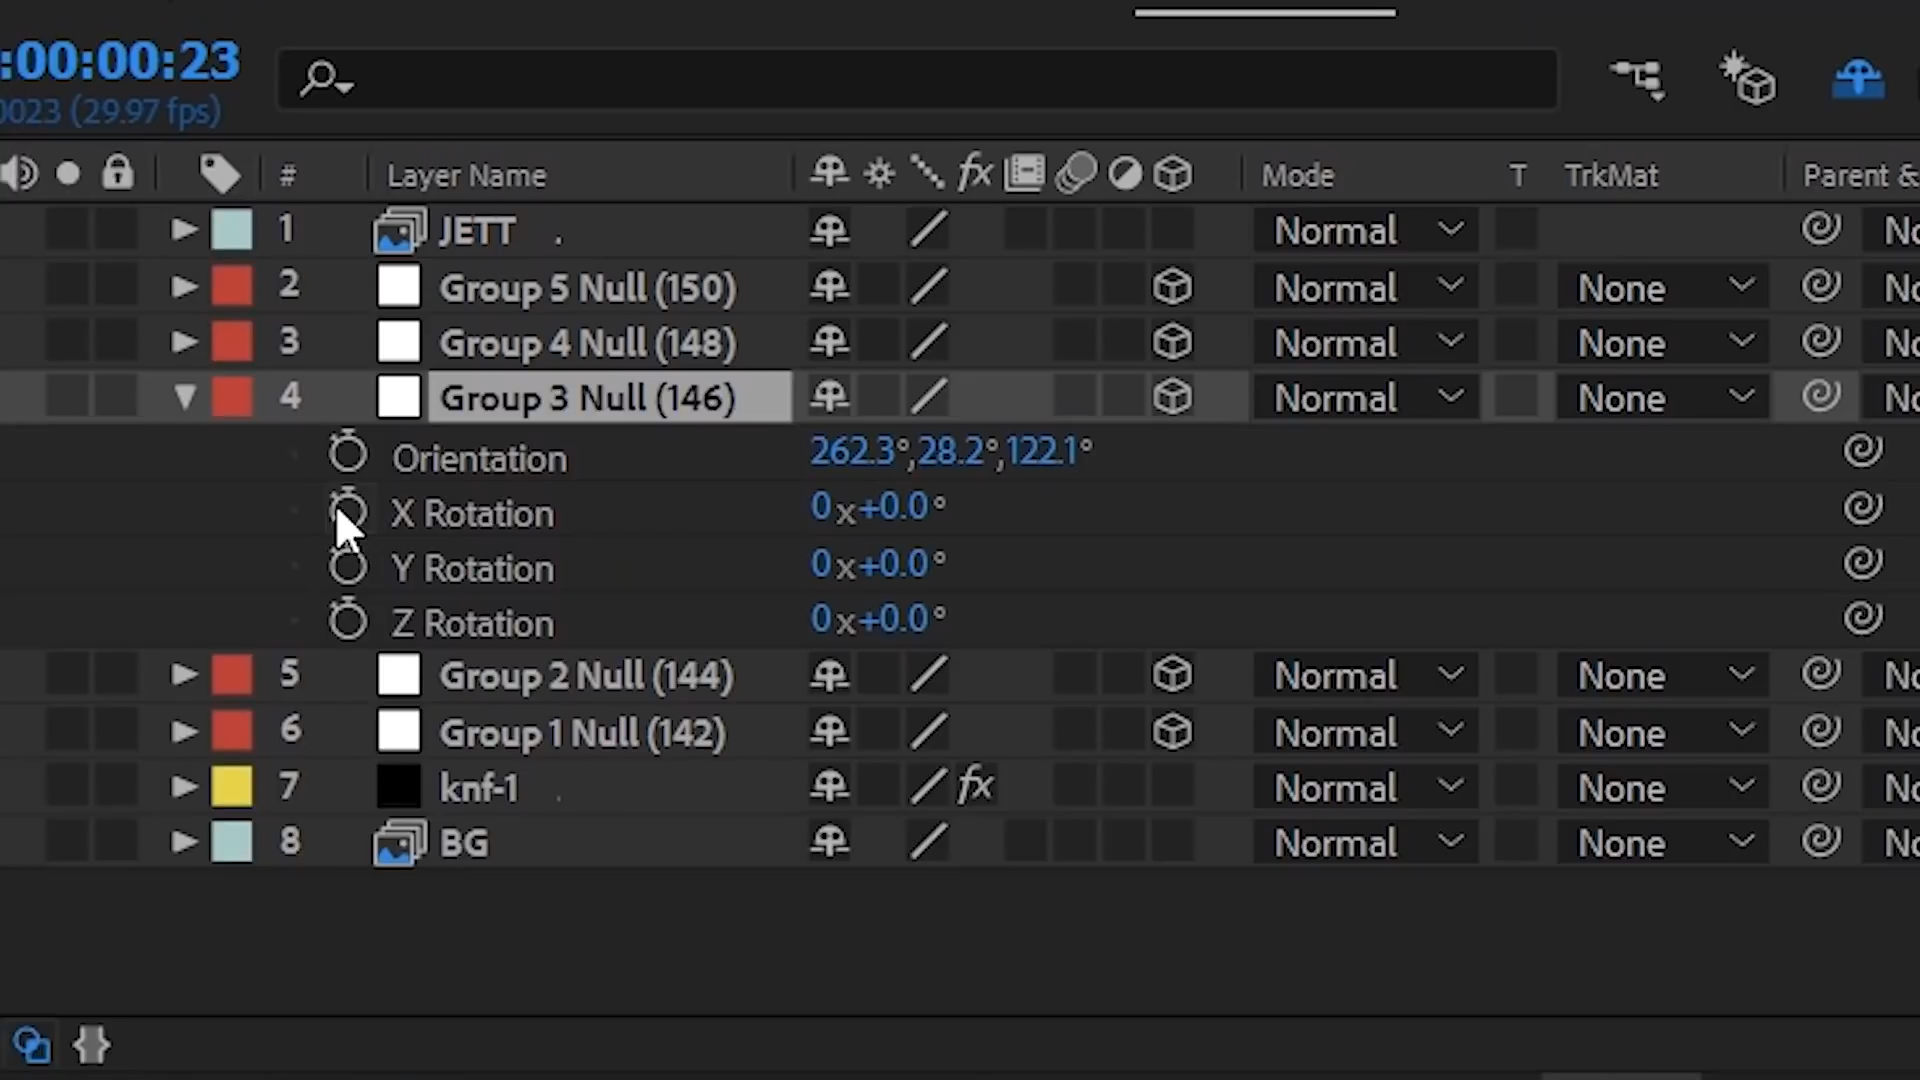 :00:00:23
0023 (29.97 fps)
# Layer Name fx Mode T TrkMat Parent &
1 JETT . Normal No
2 Group 5 Null (150) Normal None No
3 Group 4 Null (148) Normal None No
4 Group 3 Null (146) Normal None No
Orientation 262.3°,28.2°,122.1°
X Rotation 0x+0.0°
Y Rotation 0x+0.0°
Z Rotation 0x+0.0°
5 Group 2 Null (144) Normal None No
6 Group 1 Null (142) Normal None No
7 knf-1 . fx Normal None No
8 BG Normal None No